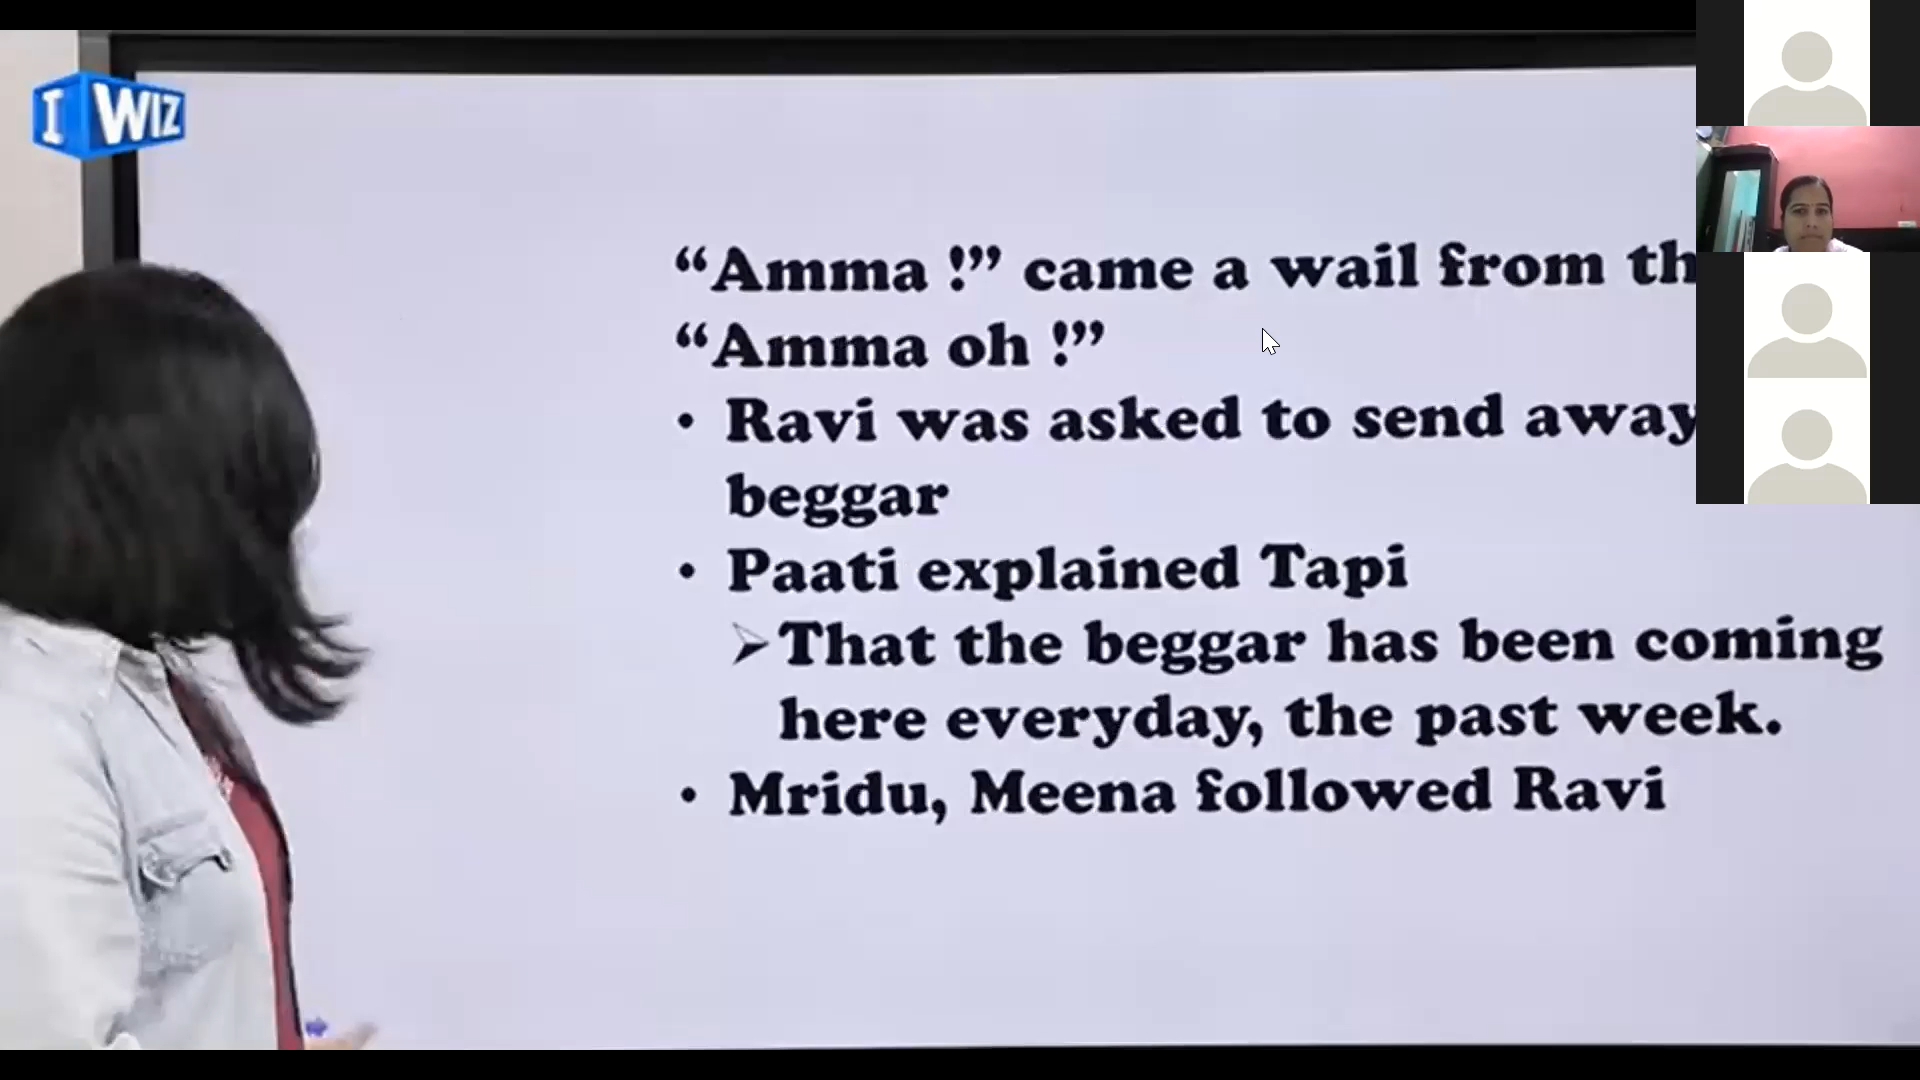 I WIZ
“Amma !” came a wail from
“Amma oh !”
• Ravi was asked to send away
beggar
• Paati explained Tapi
➢ That the beggar has been coming
here everyday, the past week.
• Mridu, Meena followed Ravi